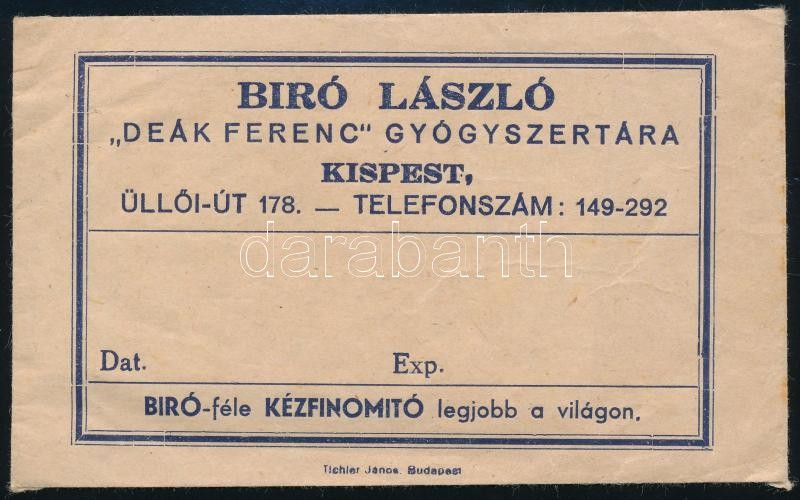 BIRÓ LÁSZLÓ
„DEÁK FERENC“ GYÓGYSZERTÁRA
KISPEST,
ÜLLŐI-ÚT 178. — TELEFONSZÁM: 149-292
darabanth
Dat. Exp.
BIRÓ-féle KÉZFINOMITÓ legjobb a világon.
Tichler János, Budapest